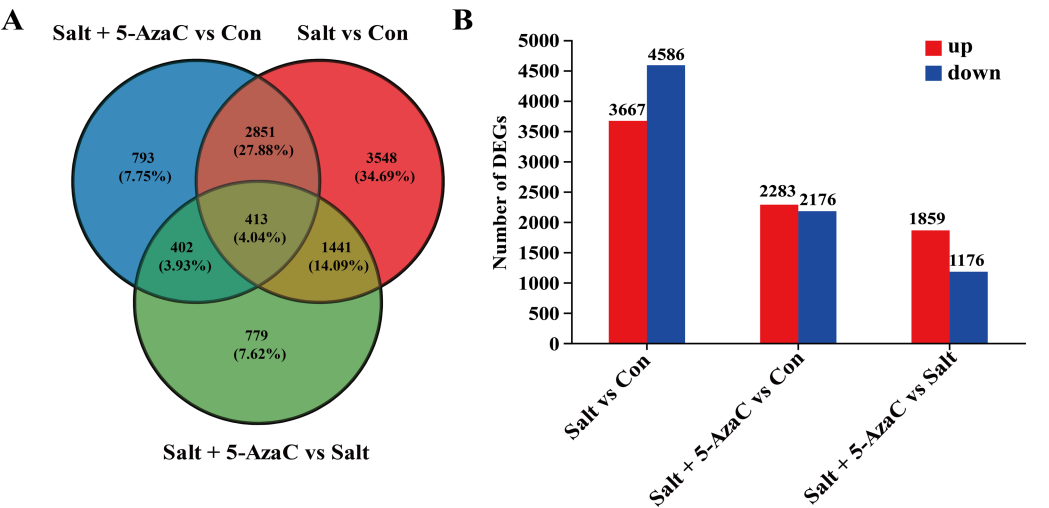 A
Salt + 5-AzaC vs Con
Salt vs Con
2851
(27.88%)
793
(7.75%)
3548
(34.69%)
413
(4.04%)
402
(3.93%)
1441
(14.09%)
779
(7.62%)
Salt + 5-AzaC vs Salt
B
up
down
Number of DEGs
5000
4500
4000
3500
3000
2500
2000
1500
1000
500
0
3667
4586
2283
2176
1859
1176
Salt vs Con
Salt + 5-AzaC vs Con
Salt + 5-AzaC vs Salt